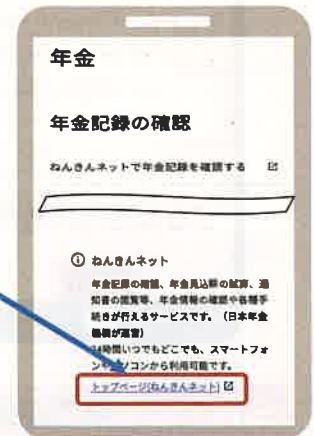 年金
年金記録の確認
ねんきんネットで年金記録を確認する
ねんきんネット
年金記録の確認、年金見込額の試算、通
知書の閲覧等、年金情報の確認や各種手
続きが行えるサービスです。(日本年金
機構が運営)
24時間いつでもどこでも、スマートフォ
ンやパソコンから利用可能です。
トップページ(ねんきんネット)